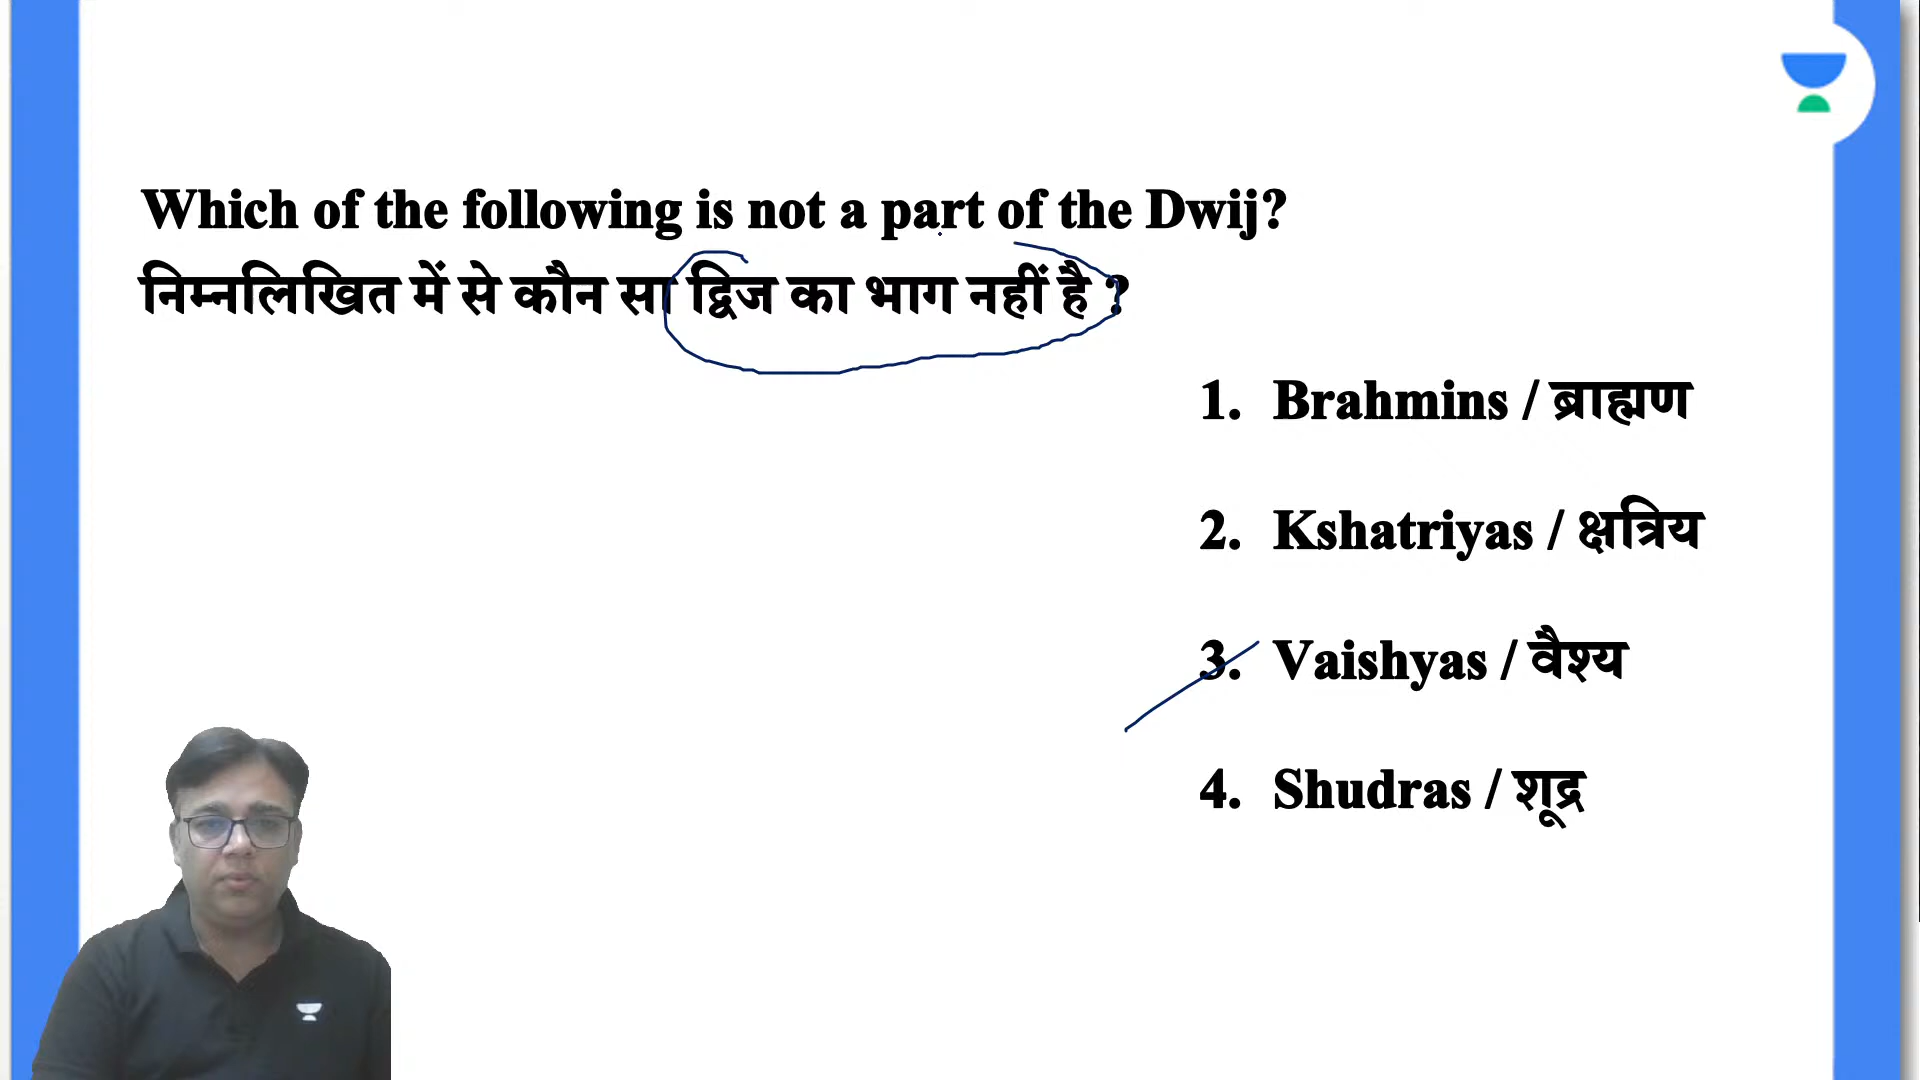 Which of the following is not a part of the Dwij?
निम्नलिखित में से कौन सा द्विज का भाग नहीं है ?
1. Brahmins / ब्राह्मण
2. Kshatriyas / क्षत्रिय
3. Vaishyas / वैश्य
4. Shudras / शूद्र